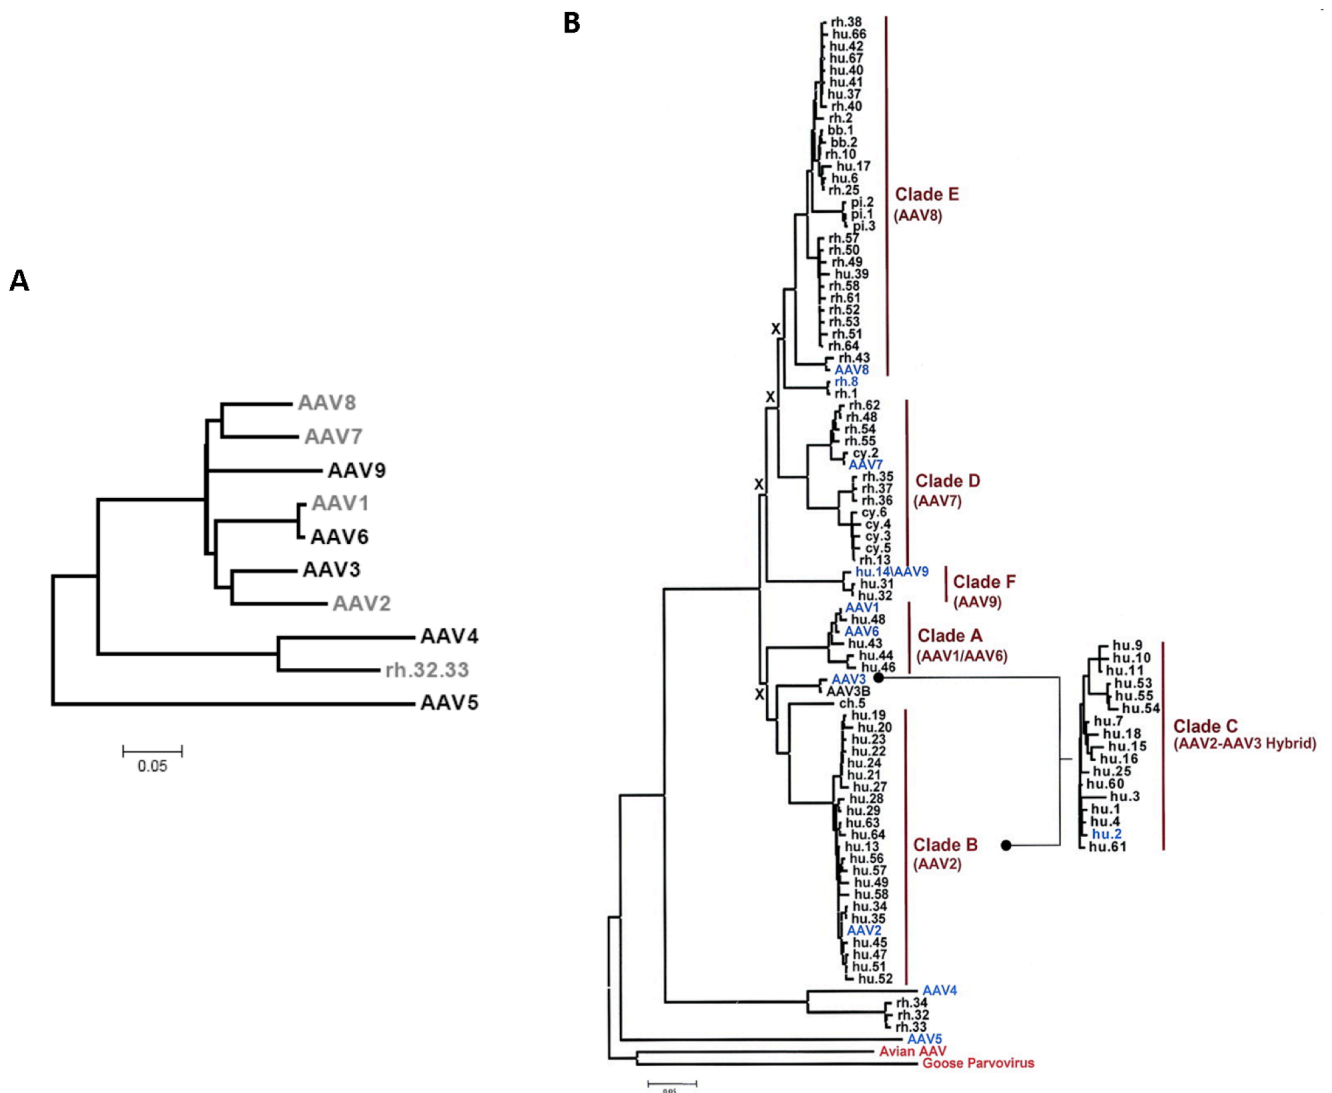 A
AAV8
AAV7
AAV9
AAV1
AAV6
AAV3
AAV2
AAV4
rh.32.33
AAV5
0.05
B
rh.38
hu.66
hu.42
hu.67
hu.40
hu.41
hu.37
rh.40
rh.2
bb.1
bb.2
rh.10
hu.17
hu.6
rh.25
pi.2
pi.1
pi.3
rh.57
rh.50
rh.49
hu.39
rh.58
rh.61
rh.52
rh.53
rh.51
rh.64
rh.43
AAV8
Clade E
(AAV8)
X
rh.8
rh.1
X
rh.62
rh.48
rh.54
rh.55
cy.2
AAV7
rh.35
rh.37
rh.36
cy.6
cy.4
cy.3
cy.5
rh.13
Clade D
(AAV7)
X
hu.14\AAV9
hu.31
hu.32
Clade F
(AAV9)
AAV1
hu.48
AAV6
hu.43
hu.44
hu.46
Clade A
(AAV1/AAV6)
X
AAV3
AAV3B
ch.5
hu.19
hu.20
hu.23
hu.22
hu.24
hu.21
hu.27
hu.28
hu.29
hu.63
hu.64
hu.13
hu.56
hu.57
hu.49
hu.58
hu.34
hu.35
AAV2
hu.45
hu.47
hu.51
hu.52
Clade B
(AAV2)
hu.9
hu.10
hu.11
hu.53
hu.55
hu.54
hu.7
hu.18
hu.15
hu.16
hu.25
hu.60
hu.3
hu.1
hu.4
hu.2
hu.61
Clade C
(AAV2-AAV3 Hybrid)
AAV4
rh.34
rh.32
rh.33
AAV5
Avian AAV
Goose Parvovirus
0.05